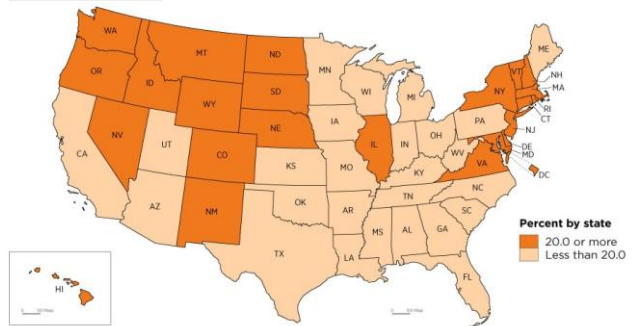 WA
MT
ND
OR
ID
SD
WY
NE
NV
UT
CO
CA
AZ
NM
KS
OK
TX
MN
IA
WI
MO
AR
LA
IL
MI
IN
OH
KY
TN
MS
AL
GA
FL
SC
NC
WV
VA
PA
NY
VT
ME
NH
MA
RI
CT
NJ
DE
MD
DC
HI
Percent by state
20.0 or more
Less than 20.0